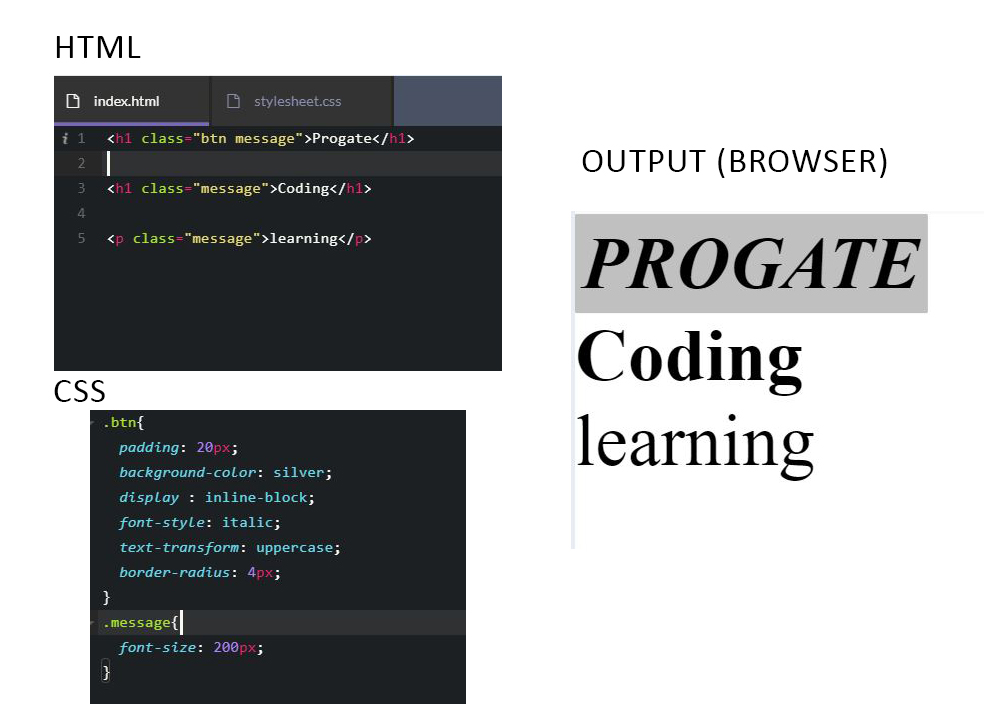 HTML
index.html stylesheet.css
i 1 <h1 class="btn message">Progate</h1>
2
3 <h1 class="message">Coding</h1>
4
5 <p class="message">learning</p>
CSS
.btn{
padding: 20px;
background-color: silver;
display : inline-block;
font-style: italic;
text-transform: uppercase;
border-radius: 4px;
}
.message{
font-size: 200px;
}
OUTPUT (BROWSER)
PROGATE
Coding
learning